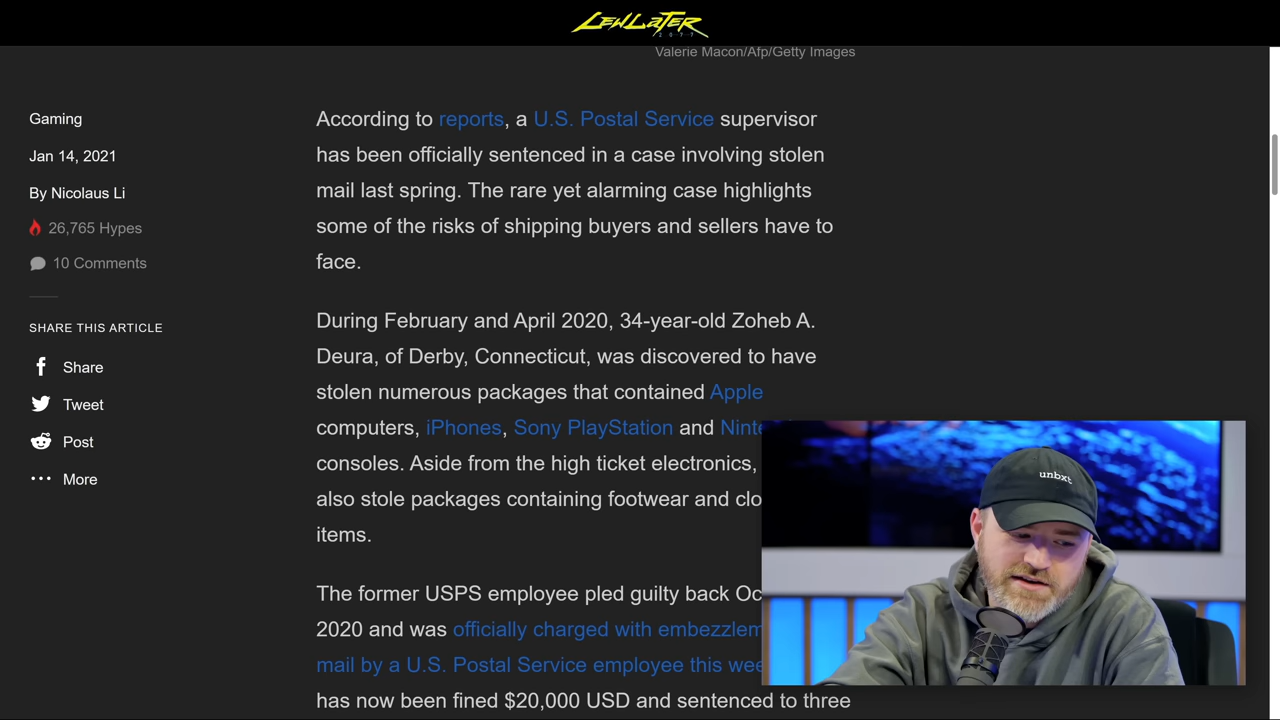 LEWLATER
2077
Valerie Macon/Afp/Getty Images
Gaming
Jan 14, 2021
By Nicolaus Li
26,765 Hypes
10 Comments
SHARE THIS ARTICLE
Share
Tweet
Post
More
According to reports, a U.S. Postal Service supervisor
has been officially sentenced in a case involving stolen
mail last spring. The rare yet alarming case highlights
some of the risks of shipping buyers and sellers have to
face.
During February and April 2020, 34-year-old Zoheb A.
Deura, of Derby, Connecticut, was discovered to have
stolen numerous packages that contained Apple
computers, iPhones, Sony PlayStation and Ninte
consoles. Aside from the high ticket electronics,
also stole packages containing footwear and clo
items.
The former USPS employee pled guilty back Oc
2020 and was officially charged with embezzlem
mail by a U.S. Postal Service employee this wee
has now been fined $20,000 USD and sentenced to three
unbxt